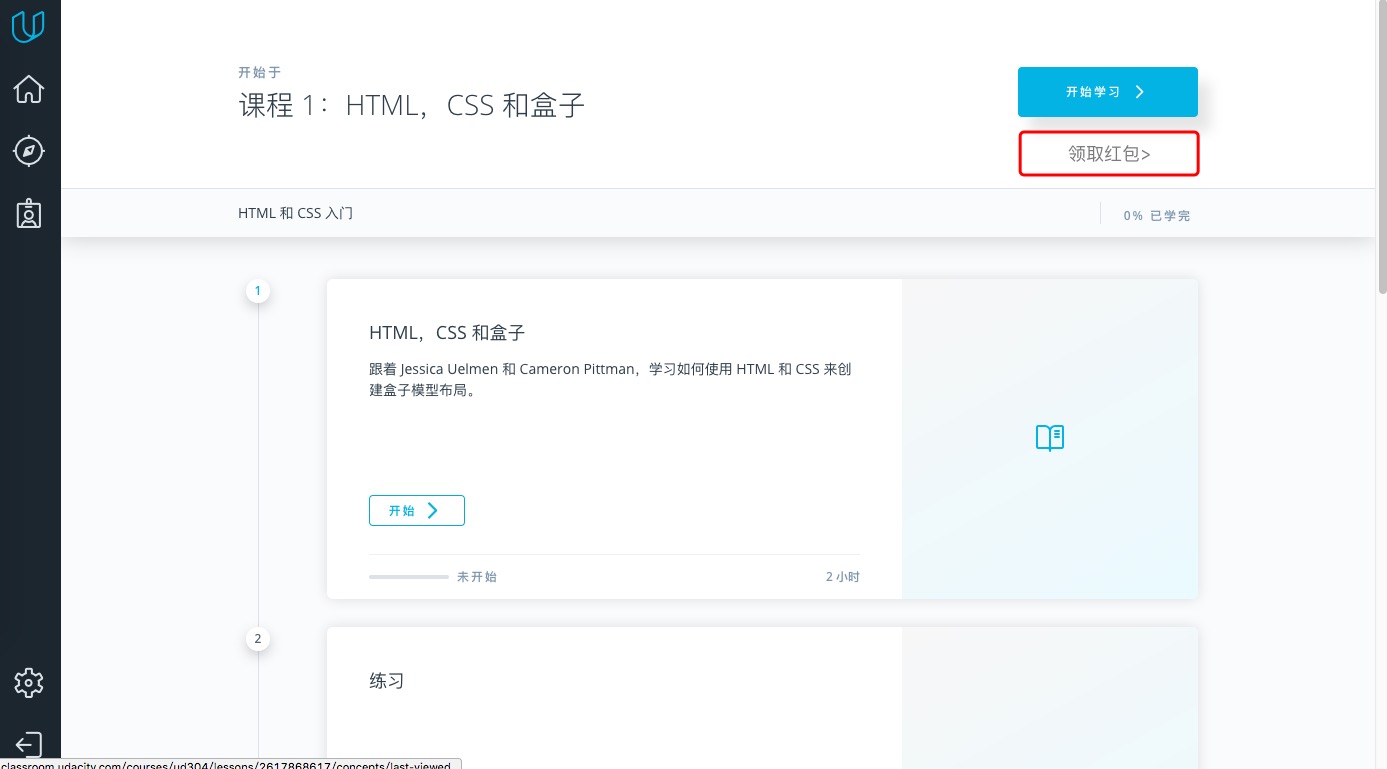 开始于
课程 1：HTML，CSS 和盒子
开始学习
领取红包>
HTML 和 CSS 入门
0% 已学完
1
HTML，CSS 和盒子
跟着 Jessica Uelmen 和 Cameron Pittman，学习如何使用 HTML 和 CSS 来创
建盒子模型布局。
开始
未开始
2 小时
2
练习
classroom.udacity.com/courses/ud304/lessons/2617868617/concepts/last-viewed